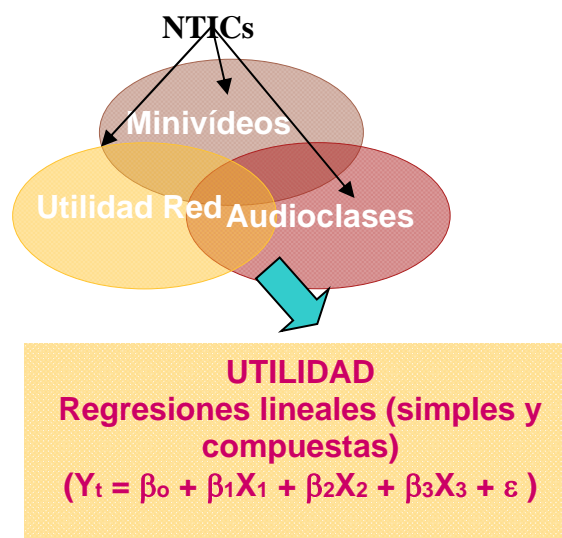 NTICs
Minivídeos
Utilidad Red
Audioclases
UTILIDAD
Regresiones lineales (simples y
compuestas)
(Yt = βo + β1X1 + β2X2 + β3X3 + ε )